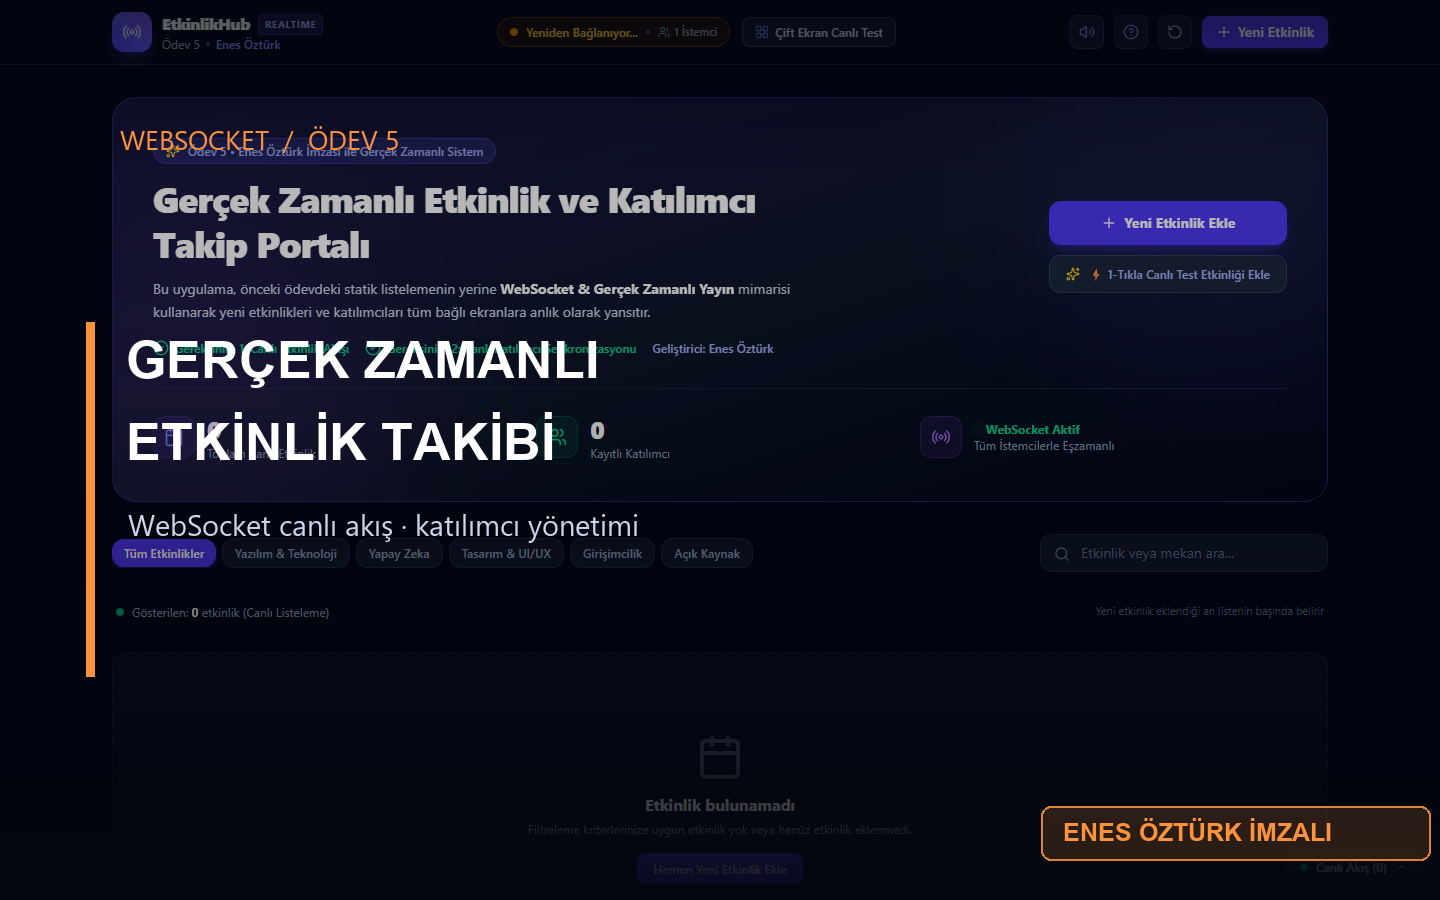 EtkinlikHub REALTIME
Ödev 5 • Enes Öztürk
Yeniden Bağlanıyor... • 1 İstemci
Çift Ekran Canlı Test
Yeni Etkinlik
WEBSOCKET / ÖDEV 5
Ödev 5 • Enes Öztürk İmzası ile Gerçek Zamanlı Sistem
Gerçek Zamanlı Etkinlik ve Katılımcı
Takip Portalı
Bu uygulama, önceki ödevdeki statik listelemenin yerine WebSocket & Gerçek Zamanlı Yayın mimarisi
kullanarak yeni etkinlikleri ve katılımcıları tüm bağlı ekranlara anlık olarak yansıtır.
Yeni Etkinlik Ekle
1-Tıkla Canlı Test Etkinliği Ekle
Geliştirici: Enes Öztürk
GERÇEK ZAMANLI
ETKİNLİK TAKİBİ
0
Kayıtlı Katılımcı
WebSocket Aktif
Tüm İstemcilerle Eşzamanlı
WebSocket canlı akış · katılımcı yönetimi
Tüm Etkinlikler
Yazılım & Teknoloji
Yapay Zeka
Tasarım & UI/UX
Girişimcilik
Açık Kaynak
Etkinlik veya mekan ara...
Gösterilen: 0 etkinlik (Canlı Listeleme)
Yeni etkinlik eklendiği an listenin başında belirir
Etkinlik bulunamadı
Filtreleme kriterlerinize uygun etkinlik yok veya henüz etkinlik eklenmedi.
Hemen Yeni Etkinlik Ekle
ENES ÖZTÜRK İMZALI
Canlı Akış (0)